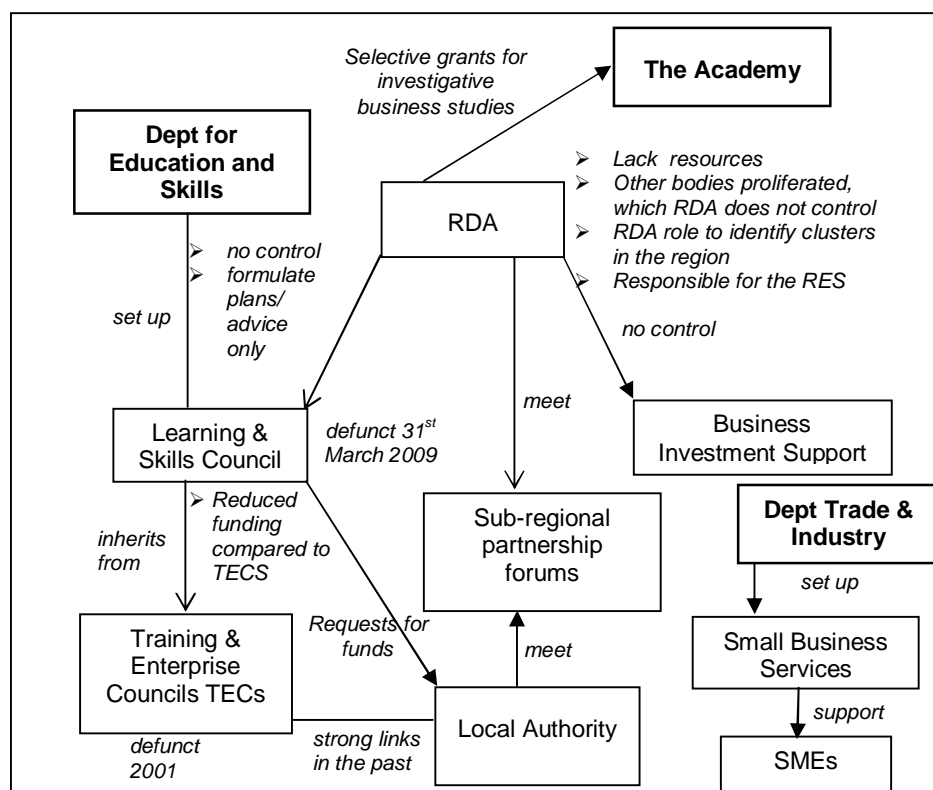 Selective grants for
investigative
business studies
The Academy
Dept for
Education and
Skills
➢ Lack resources
➢ Other bodies proliferated,
which RDA does not control
➢ RDA role to identify clusters
in the region
➢ Responsible for the RES
RDA
➢ no control
➢ formulate
plans/
advice
only
set up
no control
meet
Learning &
Skills Council
defunct 31st
March 2009
Business
Investment Support
➢ Reduced
funding
compared to
TECS
inherits
from
Sub-regional
partnership
forums
Dept Trade &
Industry
set up
Training &
Enterprise
Councils TECs
Requests for
funds
meet
Small Business
Services
Local Authority
support
defunct
2001
strong links
in the past
SMEs